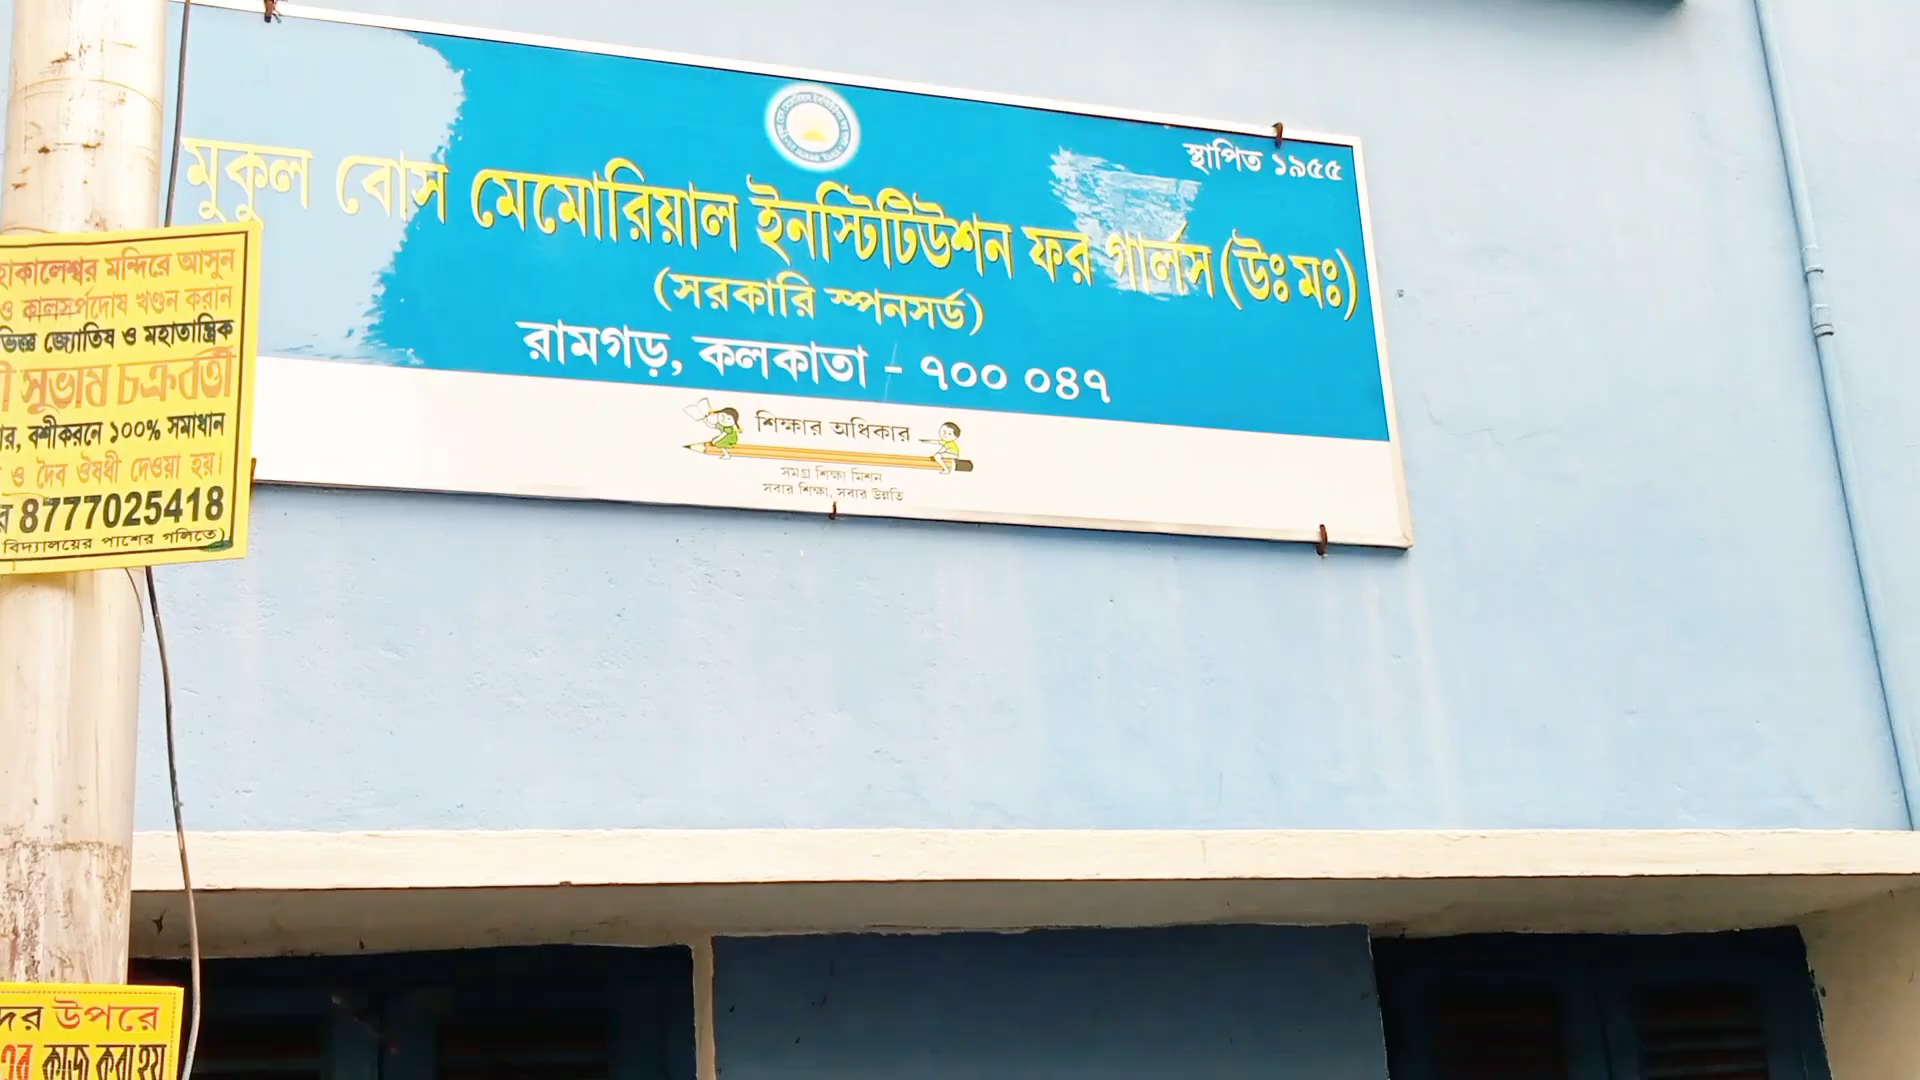 স্থাপিত ১৯৫৫
মুকুল বোস মেমোরিয়াল ইনস্টিটিউশন ফর গার্লস (উঃ মঃ)
(সরকারি স্পনসর্ড)
রামগড়, কলকাতা - ৭০০ ০৪৭
শিক্ষার অধিকার
সমগ্র শিক্ষা মিশন
সবার শিক্ষা, সবার উন্নতি
মন্দিরে আসুন
ও কালসর্পদোষ খণ্ডন করান
জ্যোতিষ ও মহাতান্ত্রিক
সুভাষ চক্রবর্ত্তী
বশীকরনে ১০০% সমাধান
ও দৈব ঔষধী দেওয়া হয়।
8777025418
বিদ্যালয়ের পাশের গলিতে)
উপরে
কাজ করা হয়